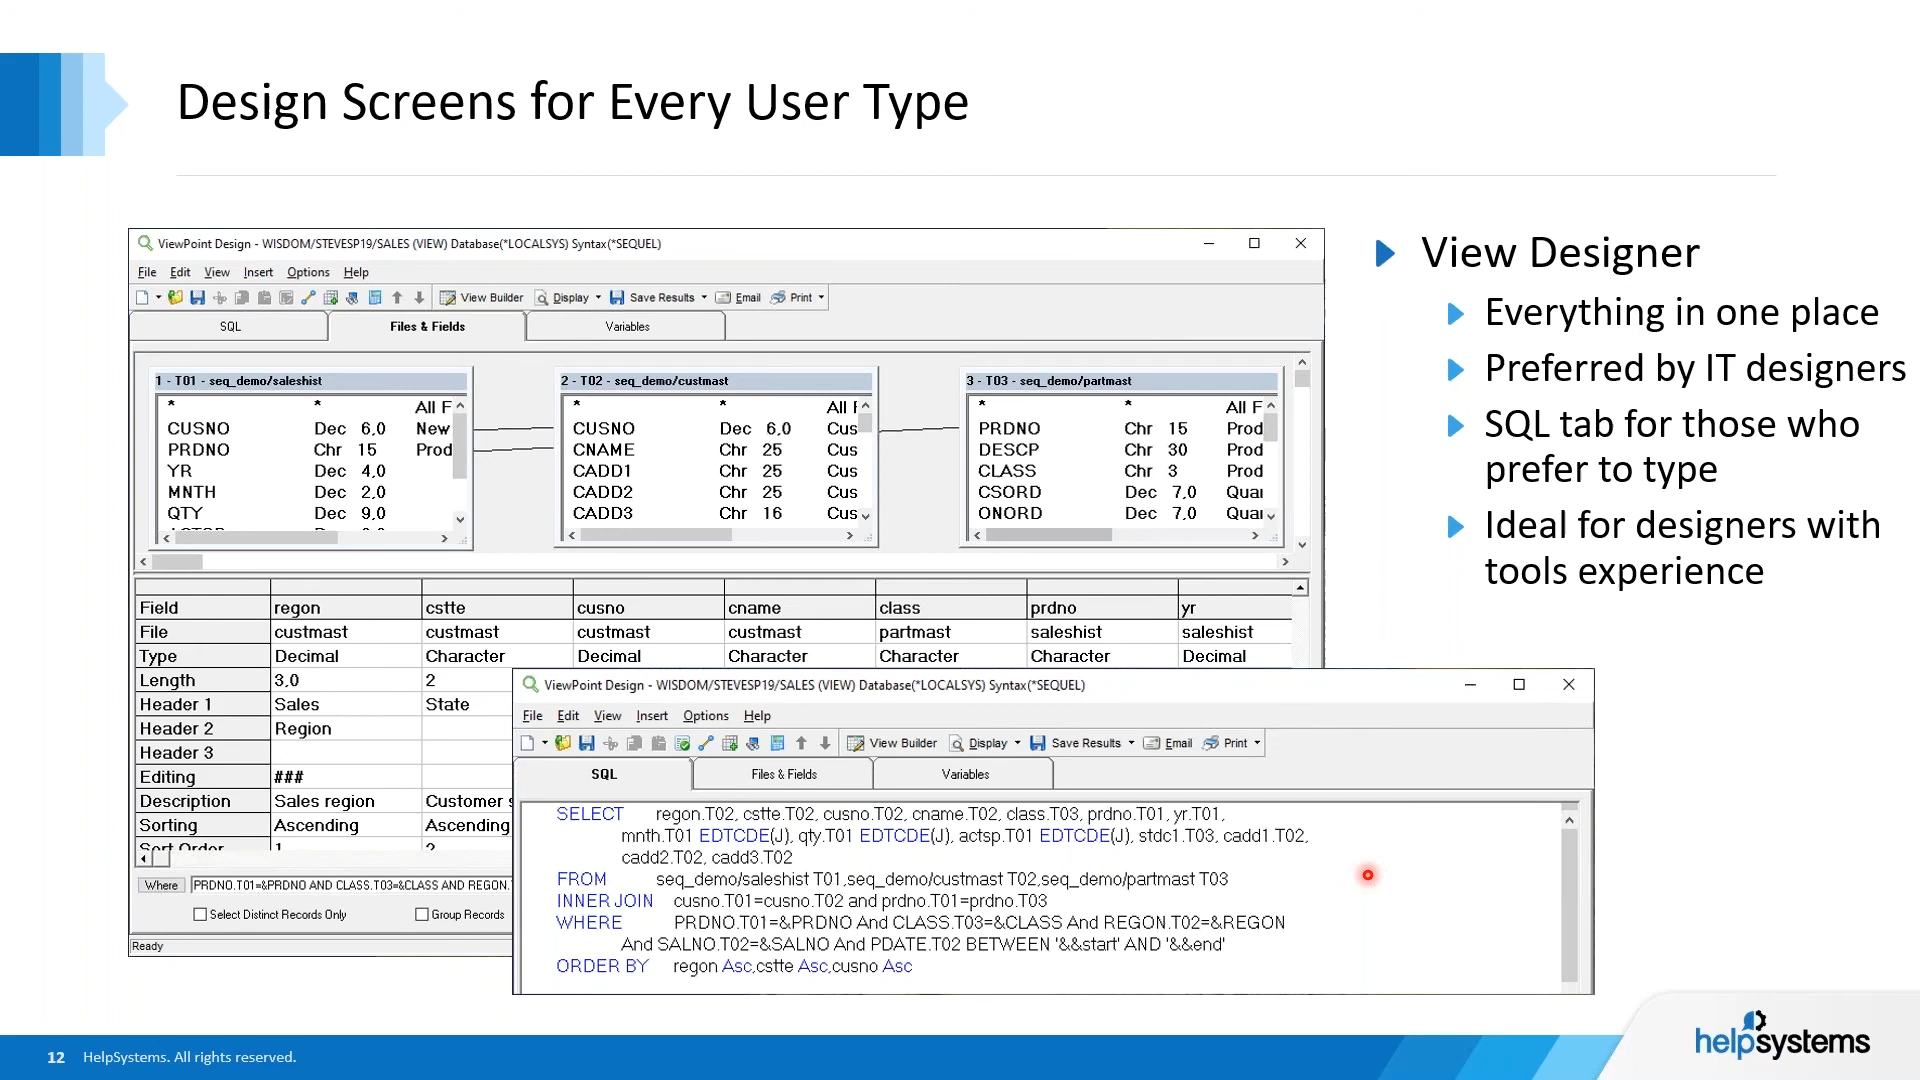 Design Screens for Every User Type
ViewPoint Design - WISDOM/STEVESP19/SALES (VIEW) Database(*LOCALSYS) Syntax(*SEQUEL)
File Edit View Insert Options Help
View Builder Display Save Results Email Print
SQL Files & Fields Variables
1 - T01 - seq_demo/saleshist
* * All F
CUSNO Dec 6,0 New
PRDNO Chr 15 Prod
YR Dec 4,0
MNTH Dec 2,0
QTY Dec 9,0
2 - T02 - seq_demo/custmast
* * All F
CUSNO Dec 6,0 Cus
CNAME Chr 25 Cus
CADD1 Chr 25 Cus
CADD2 Chr 25 Cus
CADD3 Chr 16 Cus
3 - T03 - seq_demo/partmast
* * All F
PRDNO Chr 15 Prod
DESCP Chr 30 Prod
CLASS Chr 3 Prod
CSORD Dec 7,0 Quar
ONORD Dec 7,0 Quar
Field regon cstte cusno cname class prdno yr
File custmast custmast custmast custmast partmast saleshist saleshist
Type Decimal Character Decimal Character Character Character Decimal
Length 3,0 2
Header 1 Sales State
Header 2 Region
Header 3
Editing ###
Description Sales region Customer s
Sorting Ascending Ascending
Sort Order 1 2
Where PRDNO.T01=&PRDNO AND CLASS.T03=&CLASS AND REGON.
Select Distinct Records Only Group Records
Ready
ViewPoint Design - WISDOM/STEVESP19/SALES (VIEW) Database(*LOCALSYS) Syntax(*SEQUEL)
File Edit View Insert Options Help
View Builder Display Save Results Email Print
SQL Files & Fields Variables
SELECT regon.T02, cstte.T02, cusno.T02, cname.T02, class.T03, prdno.T01, yr.T01,
mnth.T01 EDTCDE(J), qty.T01 EDTCDE(J), actsp.T01 EDTCDE(J), stdc1.T03, cadd1.T02,
cadd2.T02, cadd3.T02
FROM seq_demo/saleshist T01,seq_demo/custmast T02,seq_demo/partmast T03
INNER JOIN cusno.T01=cusno.T02 and prdno.T01=prdno.T03
WHERE PRDNO.T01=&PRDNO And CLASS.T03=&CLASS And REGON.T02=&REGON
And SALNO.T02=&SALNO And PDATE.T02 BETWEEN '&&start' AND '&&end'
ORDER BY regon Asc,cstte Asc,cusno Asc
View Designer
Everything in one place
Preferred by IT designers
SQL tab for those who
prefer to type
Ideal for designers with
tools experience
12 HelpSystems. All rights reserved.
helpsystems